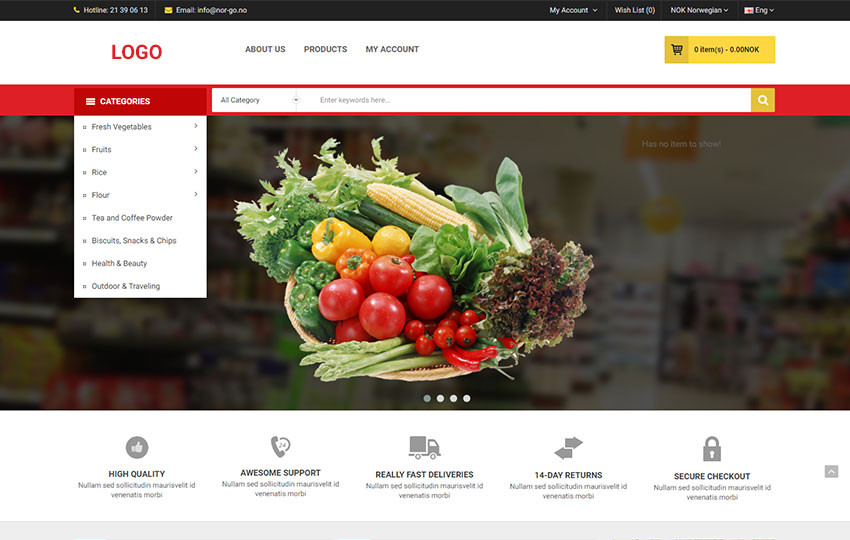 Hotline: 21 39 06 13
Email: info@nor-go.no
My Account
Wish List (0)
NOK Norwegian
Eng
LOGO
ABOUT US
PRODUCTS
MY ACCOUNT
0 item(s) - 0.00NOK
CATEGORIES
All Category
Enter keywords here...
Fresh Vegetables
Fruits
Rice
Flour
Tea and Coffee Powder
Biscuits, Snacks & Chips
Health & Beauty
Outdoor & Traveling
Has no item to show!
24
HIGH QUALITY
Nullam sed sollicitudin maurisvelit id
venenatis morbi
AWESOME SUPPORT
Nullam sed sollicitudin maurisvelit id
venenatis morbi
REALLY FAST DELIVERIES
Nullam sed sollicitudin maurisvelit id
venenatis morbi
14-DAY RETURNS
Nullam sed sollicitudin maurisvelit id
venenatis morbi
SECURE CHECKOUT
Nullam sed sollicitudin maurisvelit id
venenatis morbi